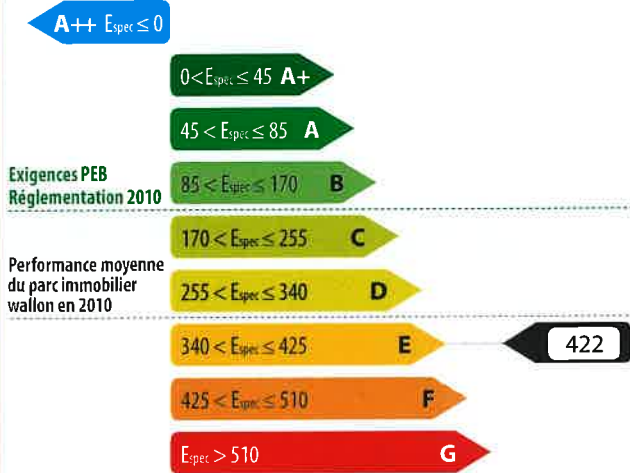 A++ Espec ≤ 0
0 < Espec ≤ 45 A+
45 < Espec ≤ 85 A
Exigences PEB
Réglementation 2010
85 < Espec ≤ 170 B
170 < Espec ≤ 255 C
Performance moyenne
du parc immobilier
wallon en 2010
255 < Espec ≤ 340 D
340 < Espec ≤ 425 E
422
425 < Espec ≤ 510 F
Espec > 510 G